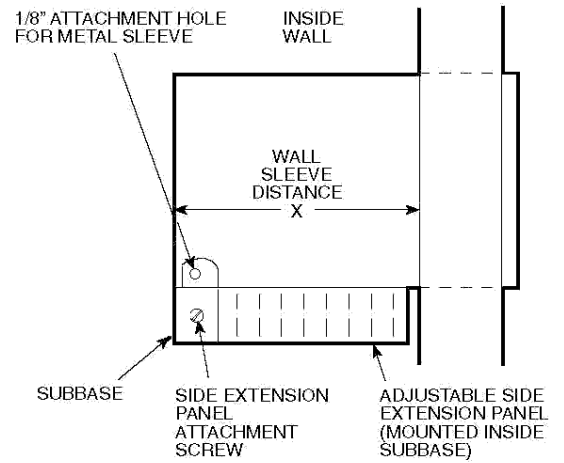 1/8" ATTACHMENT HOLE
FOR METAL SLEEVE
INSIDE
WALL
WALL
SLEEVE
DISTANCE
X
SUBBASE
SIDE EXTENSION
PANEL
ATTACHMENT
SCREW
ADJUSTABLE SIDE
EXTENSION PANEL
(MOUNTED INSIDE
SUBBASE)